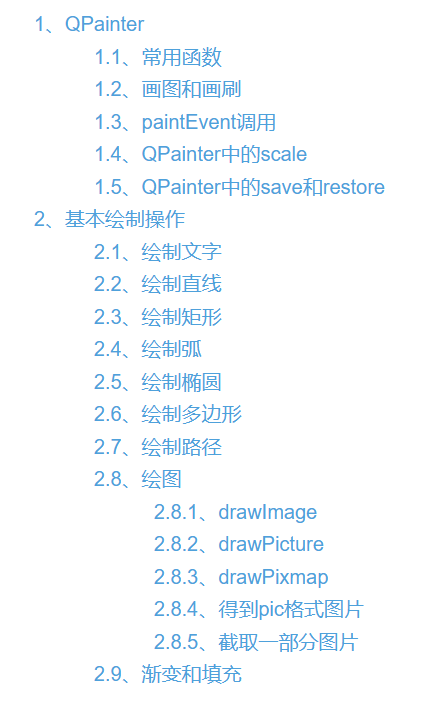 1、QPainter
1.1、常用函数
1.2、画图和画刷
1.3、paintEvent调用
1.4、QPainter中的scale
1.5、QPainter中的save和restore
2、基本绘制操作
2.1、绘制文字
2.2、绘制直线
2.3、绘制矩形
2.4、绘制弧
2.5、绘制椭圆
2.6、绘制多边形
2.7、绘制路径
2.8、绘图
2.8.1、drawImage
2.8.2、drawPicture
2.8.3、drawPixmap
2.8.4、得到pic格式图片
2.8.5、截取一部分图片
2.9、渐变和填充